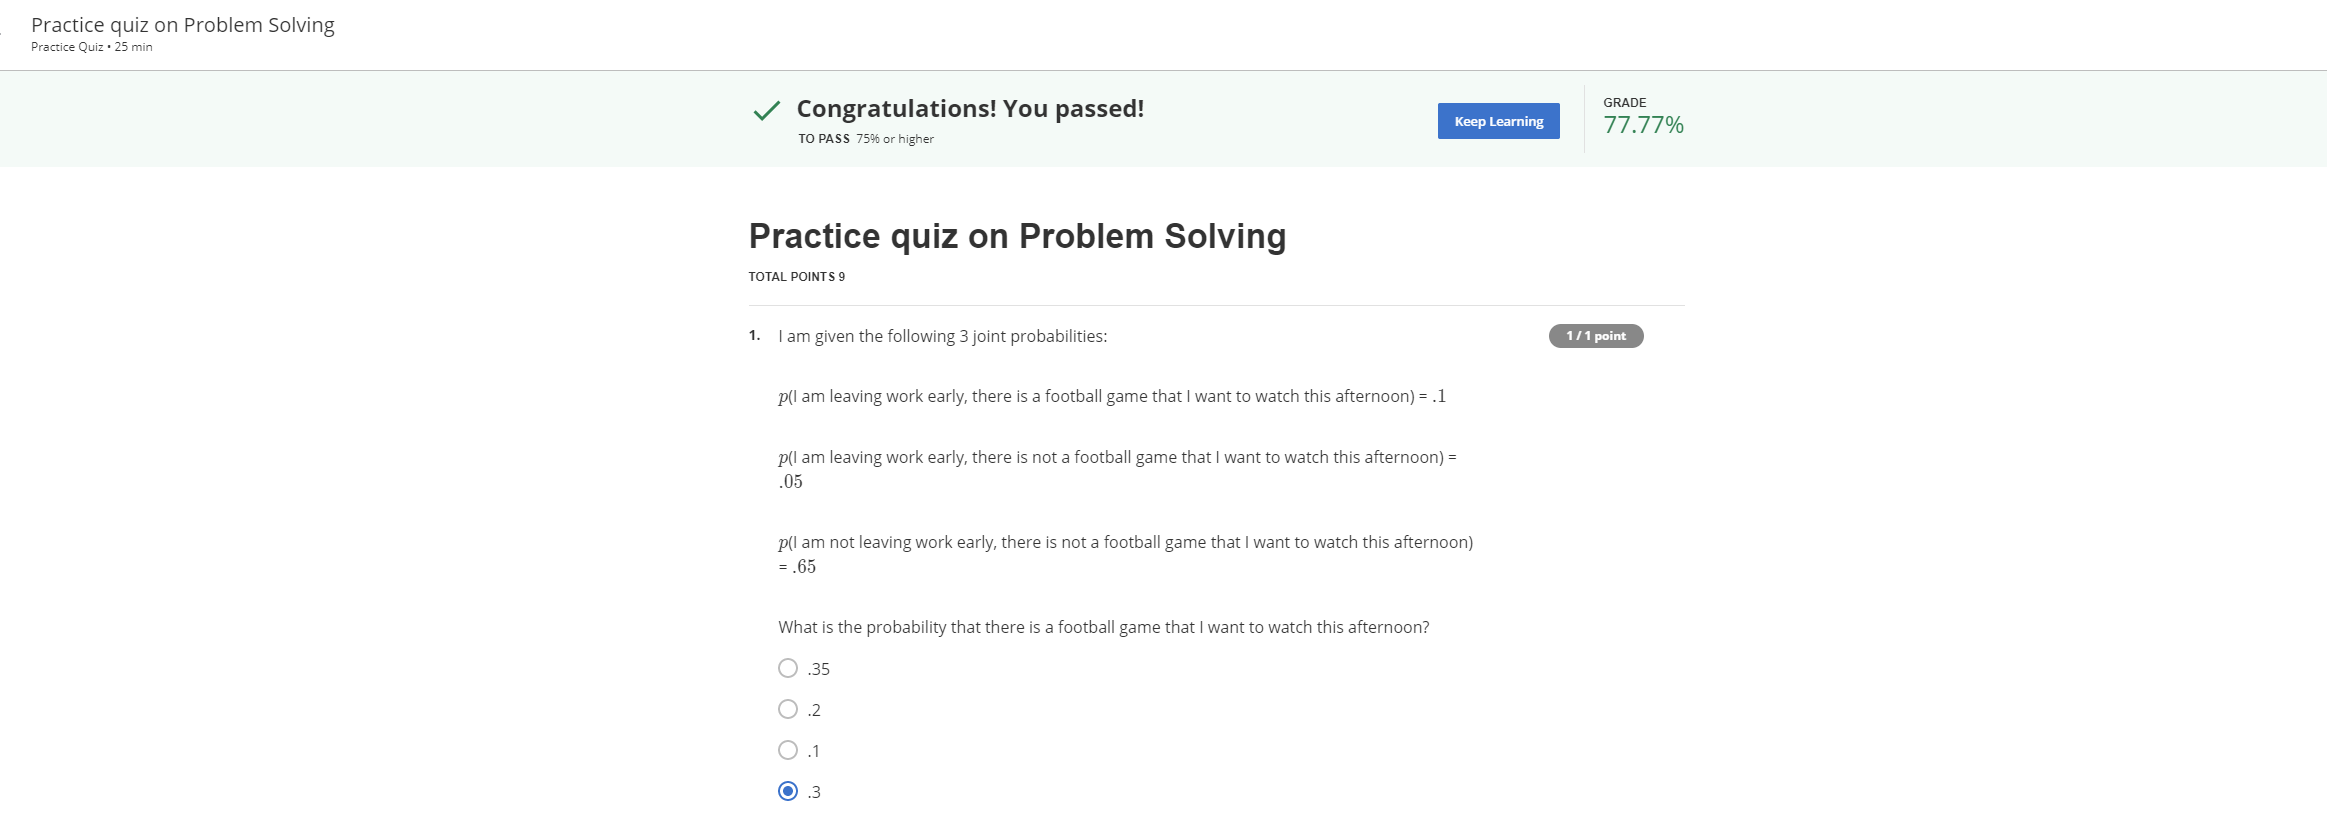 Practice quiz on Problem Solving
Practice Quiz • 25 min
Congratulations! You passed!
TO PASS 75% or higher
Keep Learning
GRADE
77.77%
Practice quiz on Problem Solving
TOTAL POINTS 9
1. I am given the following 3 joint probabilities:
1 / 1 point
p(I am leaving work early, there is a football game that I want to watch this afternoon) = .1
p(I am leaving work early, there is not a football game that I want to watch this afternoon) =
.05
p(I am not leaving work early, there is not a football game that I want to watch this afternoon)
= .65
What is the probability that there is a football game that I want to watch this afternoon?
.35
.2
.1
.3